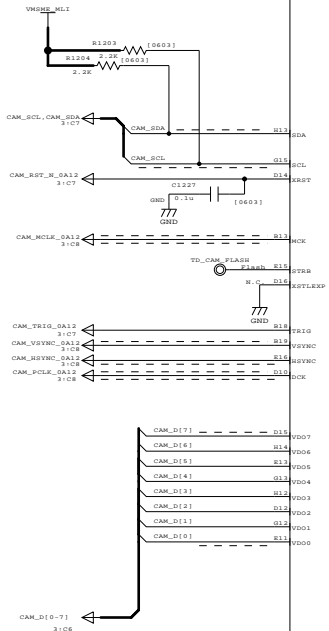 VMSME_MLI
R1203 [0603]
2.2K
R1204 [0603]
2.2K
CAM_SCL,CAM_SDA
3:C7
CAM_SDA H13 SDA
CAM_SCL G15 SCL
CAM_RST_N_0A12 D14 XRST
3:C7
C1227
GND 0.1u [0603]
GND
CAM_MCLK_0A12 B13 MCK
3:C8
TD_CAM_FLASH
Flash E15 STRB
N.C. D16 XSTLEXP
GND
CAM_TRIG_0A12 B18 TRIG
3:C7
CAM_VSYNC_0A12 B19 VSYNC
3:C8
CAM_HSYNC_0A12 E16 HSYNC
3:C8
CAM_PCLK_0A12 D10 DCK
3:C8
CAM_D[7] D15 VDO7
CAM_D[6] H14 VDO6
CAM_D[5] E13 VDO5
CAM_D[4] G13 VDO4
CAM_D[3] H12 VDO3
CAM_D[2] D12 VDO2
CAM_D[1] G12 VDO1
CAM_D[0] E11 VDO0
CAM_D[0-7]
3:C6